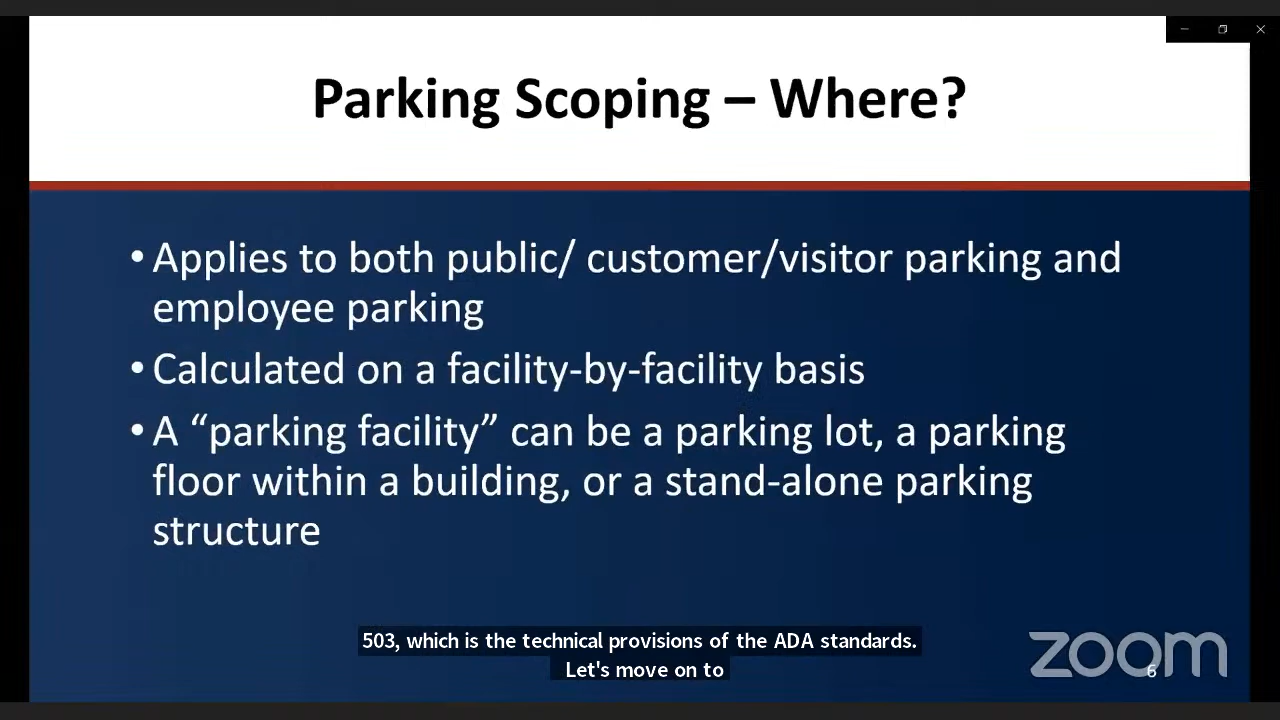 Parking Scoping – Where?
• Applies to both public/ customer/visitor parking and
employee parking
• Calculated on a facility-by-facility basis
• A “parking facility” can be a parking lot, a parking
floor within a building, or a stand-alone parking
structure
503, which is the technical provisions of the ADA standards.
Let's move on to
zoom
6